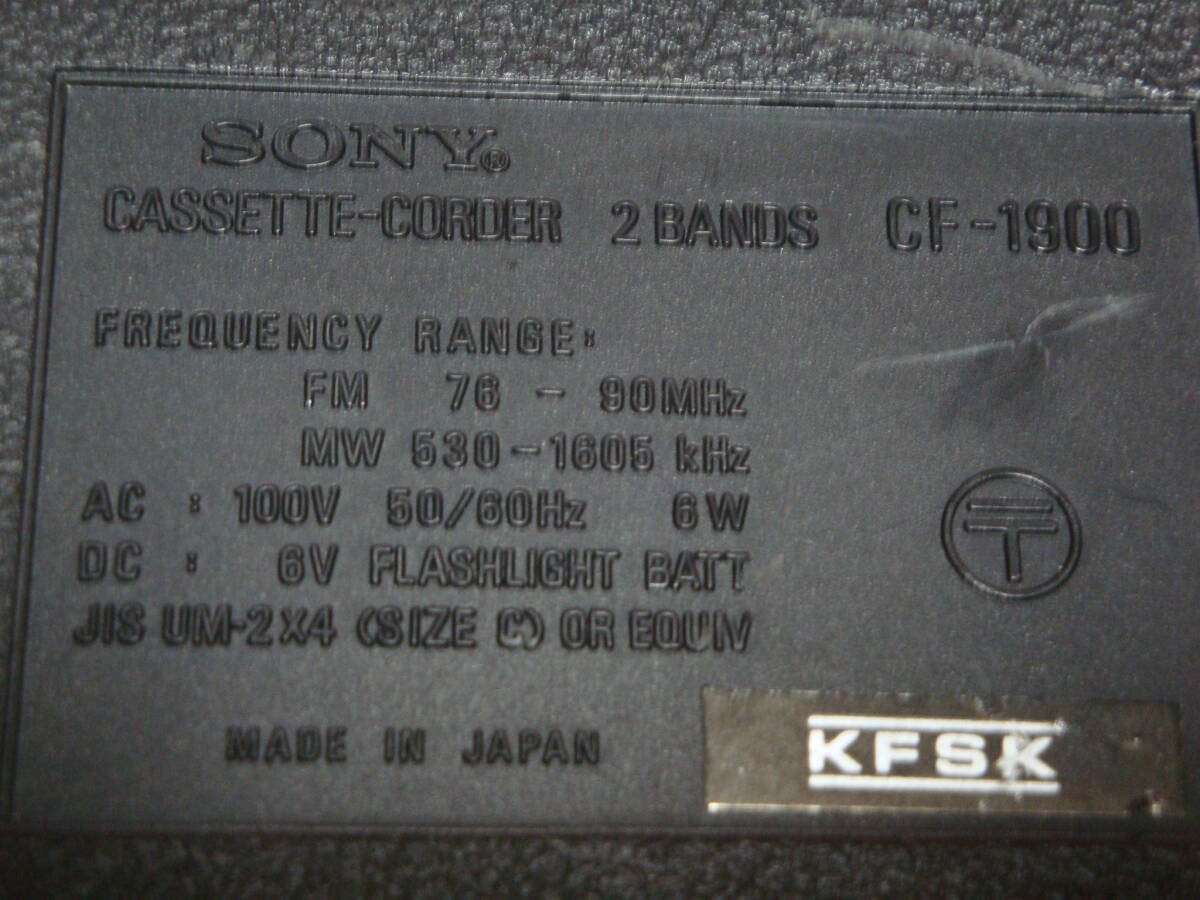 SONY®
CASSETTE-CORDER 2 BANDS CF-1900
FREQUENCY RANGE:
FM 76 - 90MHz
MW 530-1605 kHz
AC : 100V 50/60Hz 6W
DC : 6V FLASHLIGHT BATT
JIS UM-2X4 (SIZE C) OR EQUIV
MADE IN JAPAN
KFSK